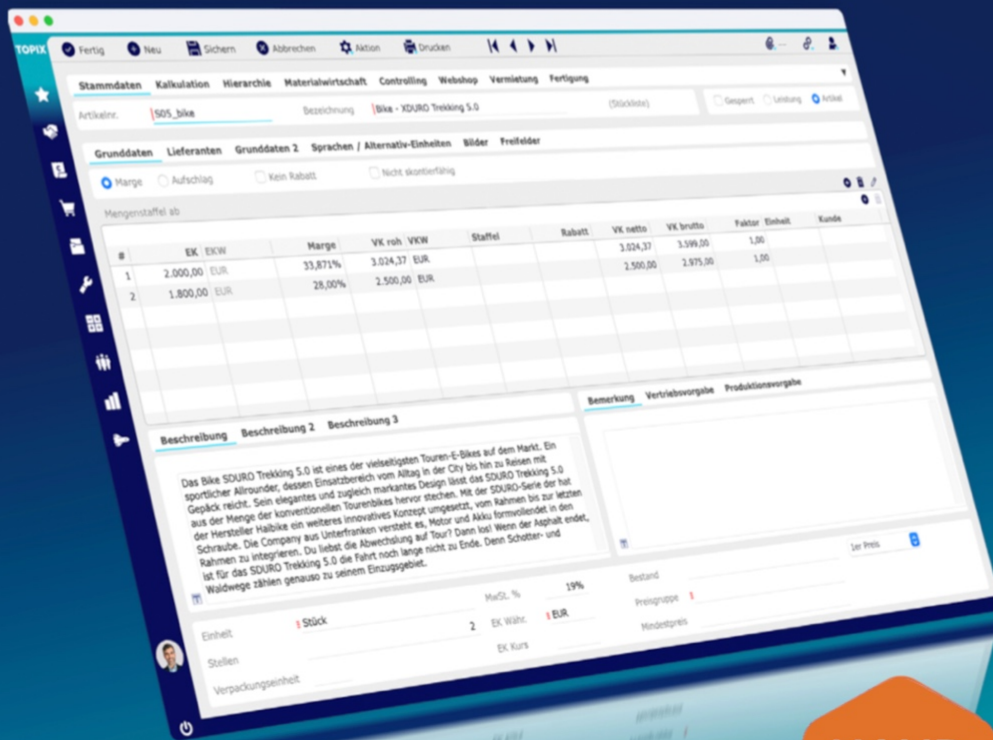 TOPIX
Fertig Neu Sichern Abbrechen Aktion Drucken
Stammdaten Kalkulation Hierarchie Materialwirtschaft Controlling Webshop Vermietung Fertigung
Artikelnr. S05_bike Bezeichnung Bike - XDURO Trekking 5.0 (Stückliste) Gesperrt Leistung Artikel
Grunddaten Lieferanten Grunddaten 2 Sprachen / Alternativ-Einheiten Bilder Freifelder
Marge Aufschlag Kein Rabatt Nicht skontierfähig
Mengenstaffel ab
# EK EKW Marge VK roh VKW Staffel Rabatt VK netto VK brutto Faktor Einheit Kunde
1 2.000,00 EUR 33,871% 3.024,37 EUR 3.024,37 3.599,00 1,00
2 1.800,00 EUR 28,00% 2.500,00 EUR 2.500,00 2.975,00 1,00
Beschreibung Beschreibung 2 Beschreibung 3
Das Bike SDURO Trekking 5.0 ist eines der vielseitigsten Touren-E-Bikes auf dem Markt. Ein
sportlicher Allrounder, dessen Einsatzbereich vom Alltag in der City bis hin zu Reisen mit
Gepäck reicht. Sein elegantes und zugleich markantes Design lässt das SDURO Trekking 5.0
aus der Menge der konventionellen Tourenbikes hervor stechen. Mit der SDURO-Serie der hat
der Hersteller Haibike ein weiteres innovatives Konzept umgesetzt, vom Rahmen bis zur letzten
Schraube. Die Company aus Unterfranken versteht es, Motor und Akku formvollendet in den
Rahmen zu integrieren. Du liebst die Abwechslung auf Tour? Dann los! Wenn der Asphalt endet,
ist für das SDURO Trekking 5.0 die Fahrt noch lange nicht zu Ende. Denn Schotter- und
Waldwege zählen genauso zu seinem Einzugsgebiet.
Bemerkung Vertriebsvorgabe Produktionsvorgabe
1er Preis
Einheit ! Stück MwSt. % 19% Bestand
Stellen 2 EK Währ. ! EUR Preisgruppe !
Verpackungseinheit EK Kurs Mindestpreis